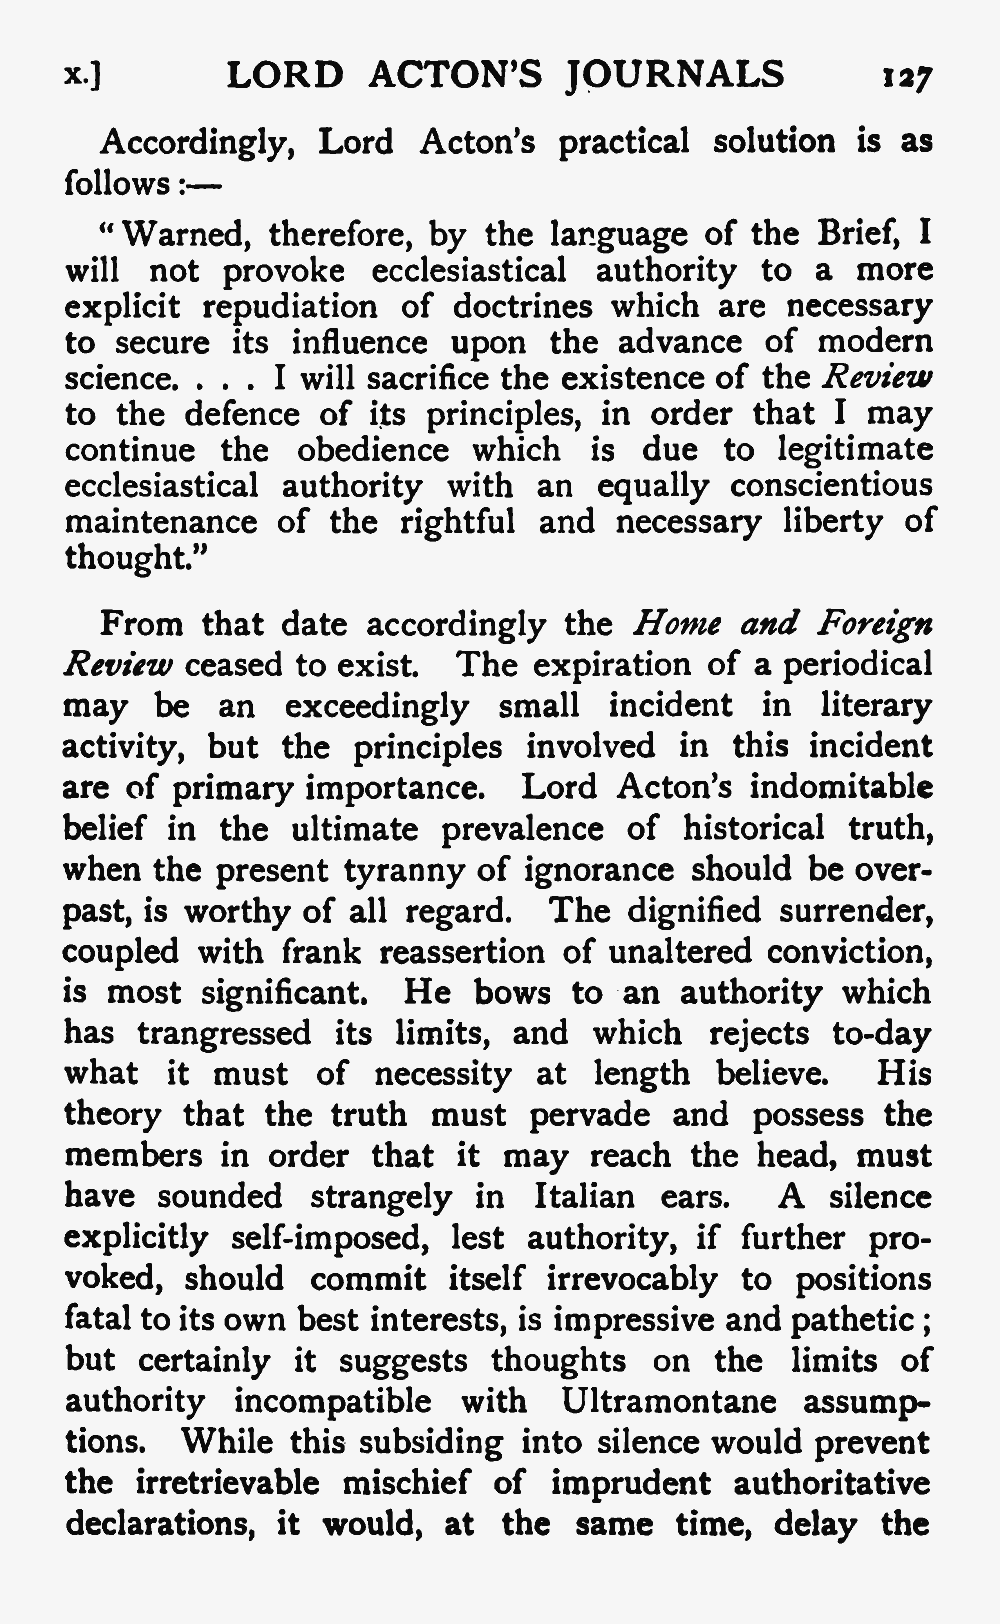 x.] LORD ACTON'S JOURNALS 127
Accordingly, Lord Acton's practical solution is as
follows :—
“ Warned, therefore, by the language of the Brief, I
will not provoke ecclesiastical authority to a more
explicit repudiation of doctrines which are necessary
to secure its influence upon the advance of modern
science. . . . I will sacrifice the existence of the Review
to the defence of its principles, in order that I may
continue the obedience which is due to legitimate
ecclesiastical authority with an equally conscientious
maintenance of the rightful and necessary liberty of
thought.”
From that date accordingly the Home and Foreign
Review ceased to exist. The expiration of a periodical
may be an exceedingly small incident in literary
activity, but the principles involved in this incident
are of primary importance. Lord Acton's indomitable
belief in the ultimate prevalence of historical truth,
when the present tyranny of ignorance should be over-
past, is worthy of all regard. The dignified surrender,
coupled with frank reassertion of unaltered conviction,
is most significant. He bows to an authority which
has trangressed its limits, and which rejects to-day
what it must of necessity at length believe. His
theory that the truth must pervade and possess the
members in order that it may reach the head, must
have sounded strangely in Italian ears. A silence
explicitly self-imposed, lest authority, if further pro-
voked, should commit itself irrevocably to positions
fatal to its own best interests, is impressive and pathetic ;
but certainly it suggests thoughts on the limits of
authority incompatible with Ultramontane assump-
tions. While this subsiding into silence would prevent
the irretrievable mischief of imprudent authoritative
declarations, it would, at the same time, delay the